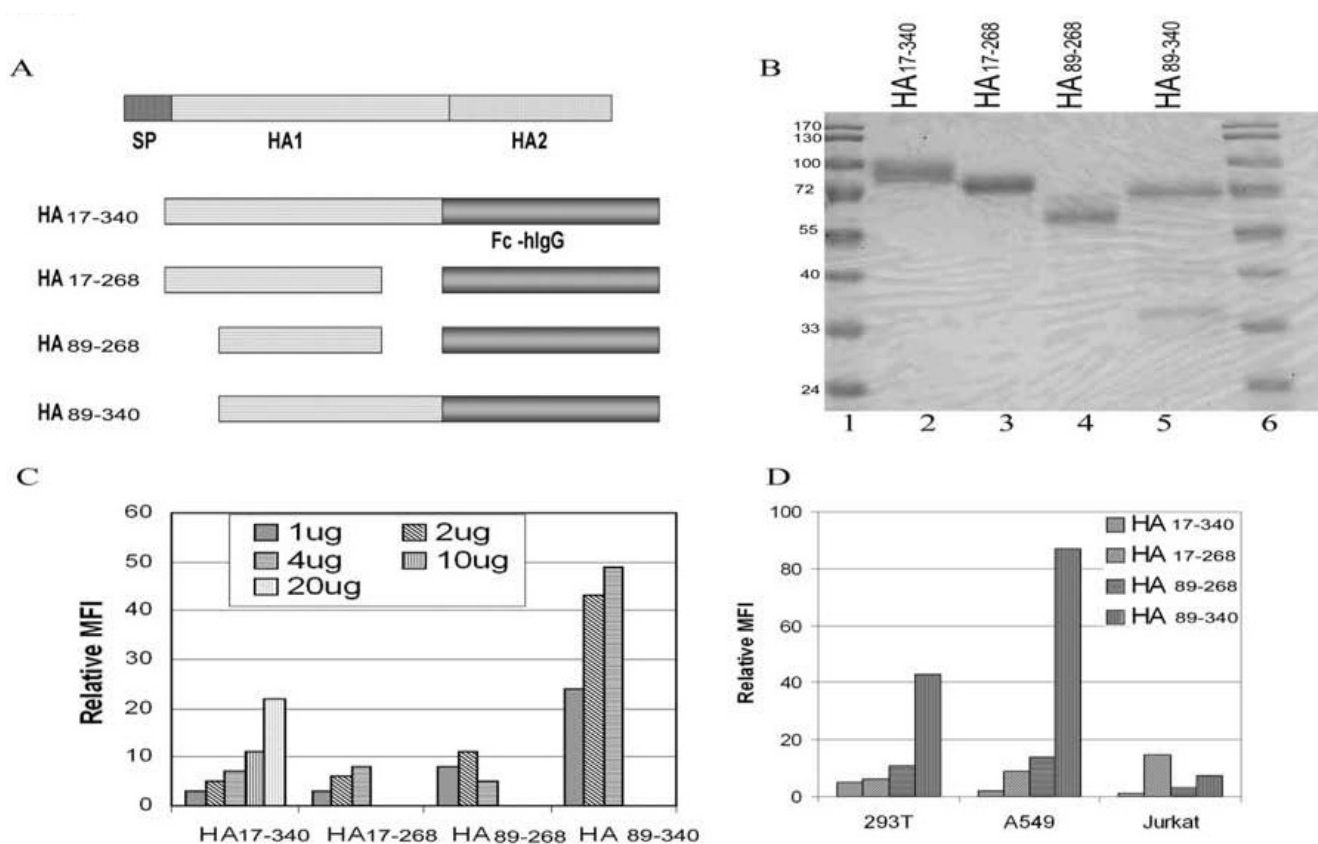 A
SP HA1 HA2
HA 17-340
Fc -hIgG
HA 17-268
HA 89-268
HA 89-340
B
HA17-340 HA17-268 HA89-268 HA 89-340
170
130
100
72
55
40
33
24
1 2 3 4 5 6
C
60
50
40
30
20
10
0
Relative MFI
1ug 2ug
4ug 10ug
20ug
HA17-340 HA17-268 HA 89-268 HA 89-340
D
100
80
60
40
20
0
Relative MFI
HA 17-340
HA 17-268
HA 89-268
HA 89-340
293T A549 Jurkat